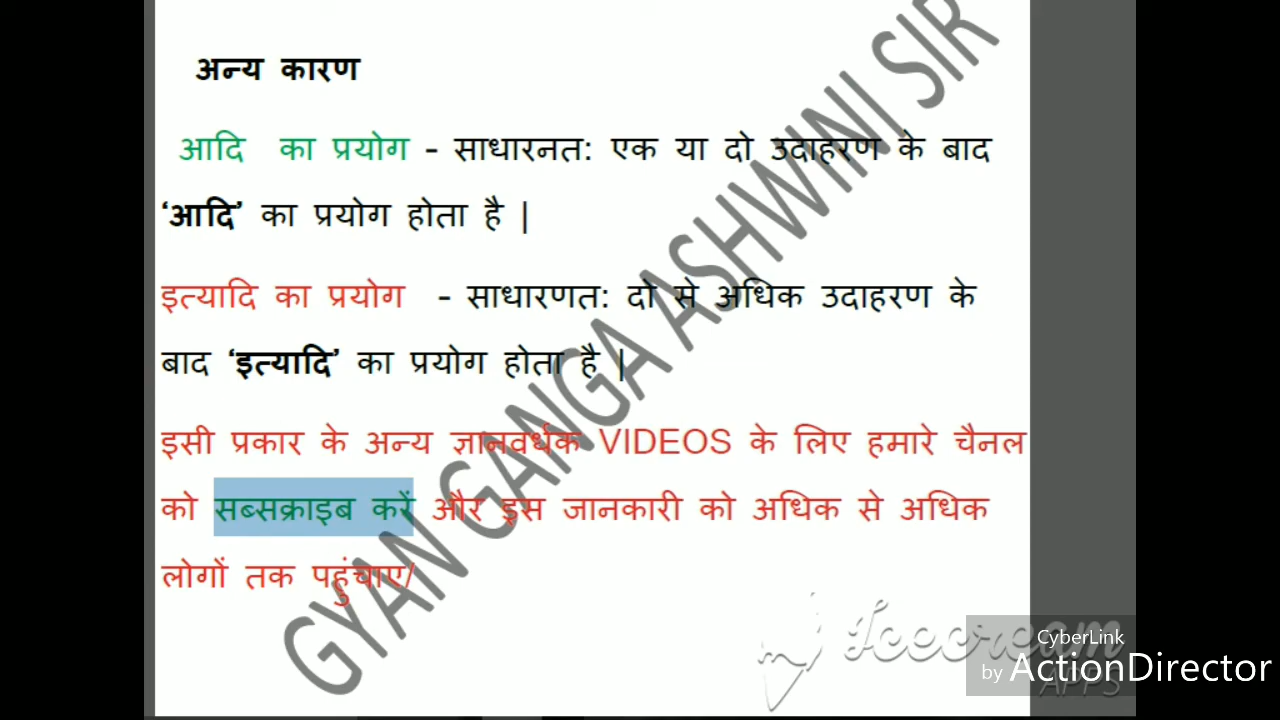 अन्य कारण
आदि का प्रयोग - साधारनत: एक या दो उदाहरण के बाद
‘आदि’ का प्रयोग होता है |
इत्यादि का प्रयोग - साधारणत: दो से अधिक उदाहरण के
बाद ‘इत्यादि’ का प्रयोग होता है |
इसी प्रकार के अन्य ज्ञानवर्धक VIDEOS के लिए हमारे चैनल
को सब्सक्राइब करें और इस जानकारी को अधिक से अधिक
लोगों तक पहुंचाए/
GYAN GANGA ASHWINI SIR
Icecream
APPS
CyberLink
by ActionDirector